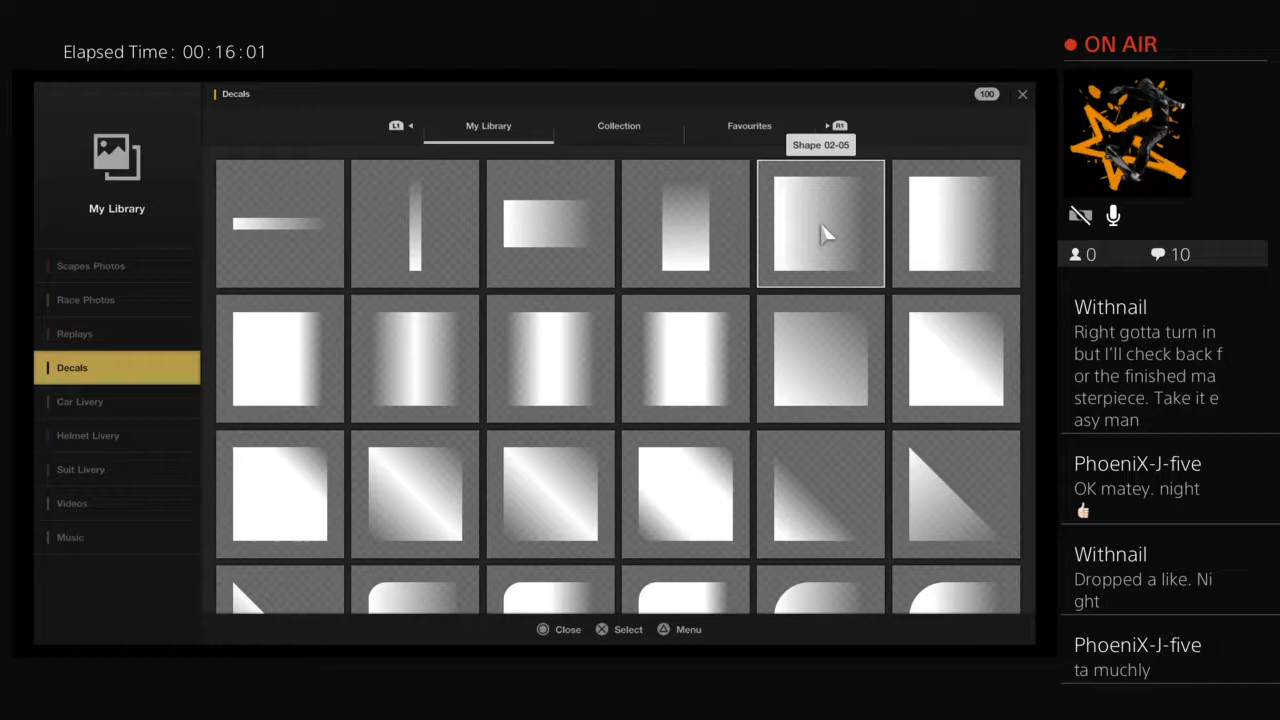 Elapsed Time: 00:16:01
ON AIR
Decals
100
L1
My Library
Collection
Favourites
R1
Shape 02-05
My Library
Scapes Photos
Race Photos
Replays
Decals
Car Livery
Helmet Livery
Suit Livery
Videos
Music
Close
Select
Menu
0
10
Withnail
Right gotta turn in
but I'll check back f
or the finished ma
sterpiece. Take it e
asy man
PhoeniX-J-five
OK matey. night
👍🏻
Withnail
Dropped a like. Ni
ght
PhoeniX-J-five
ta muchly